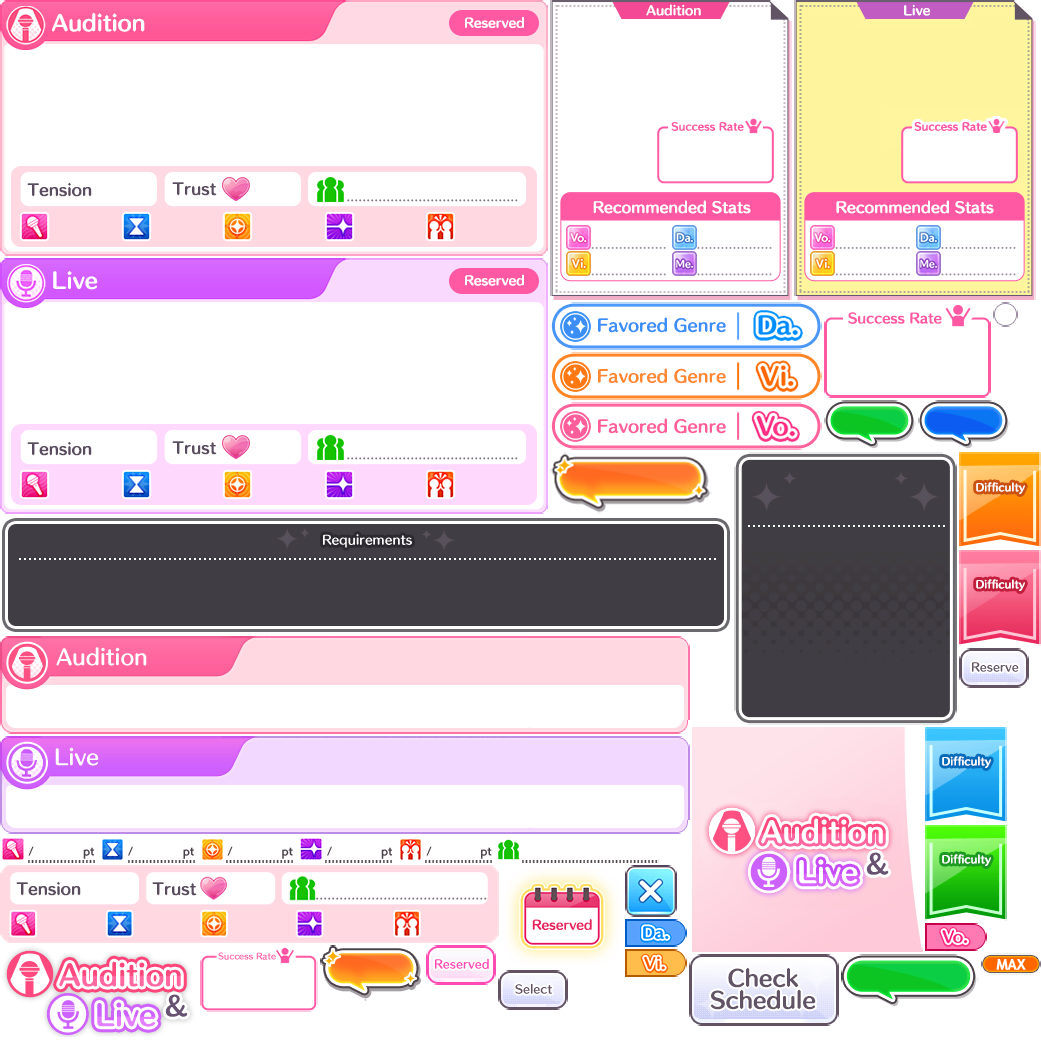 Audition
Reserved
Tension
Trust
Live
Reserved
Tension
Trust
Audition
Success Rate
Recommended Stats
Vo.
Da.
Vi.
Me.
Live
Success Rate
Recommended Stats
Vo.
Da.
Vi.
Me.
Favored Genre
Da.
Favored Genre
Vi.
Favored Genre
Vo.
Success Rate
Requirements
Difficulty
Difficulty
Reserve
Audition
Live
/ pt / pt / pt / pt / pt
Tension
Trust
Reserved
Da.
Vi.
Audition
Live &
Difficulty
Difficulty
Vo.
Audition
Live &
Success Rate
Reserved
Select
Check
Schedule
MAX